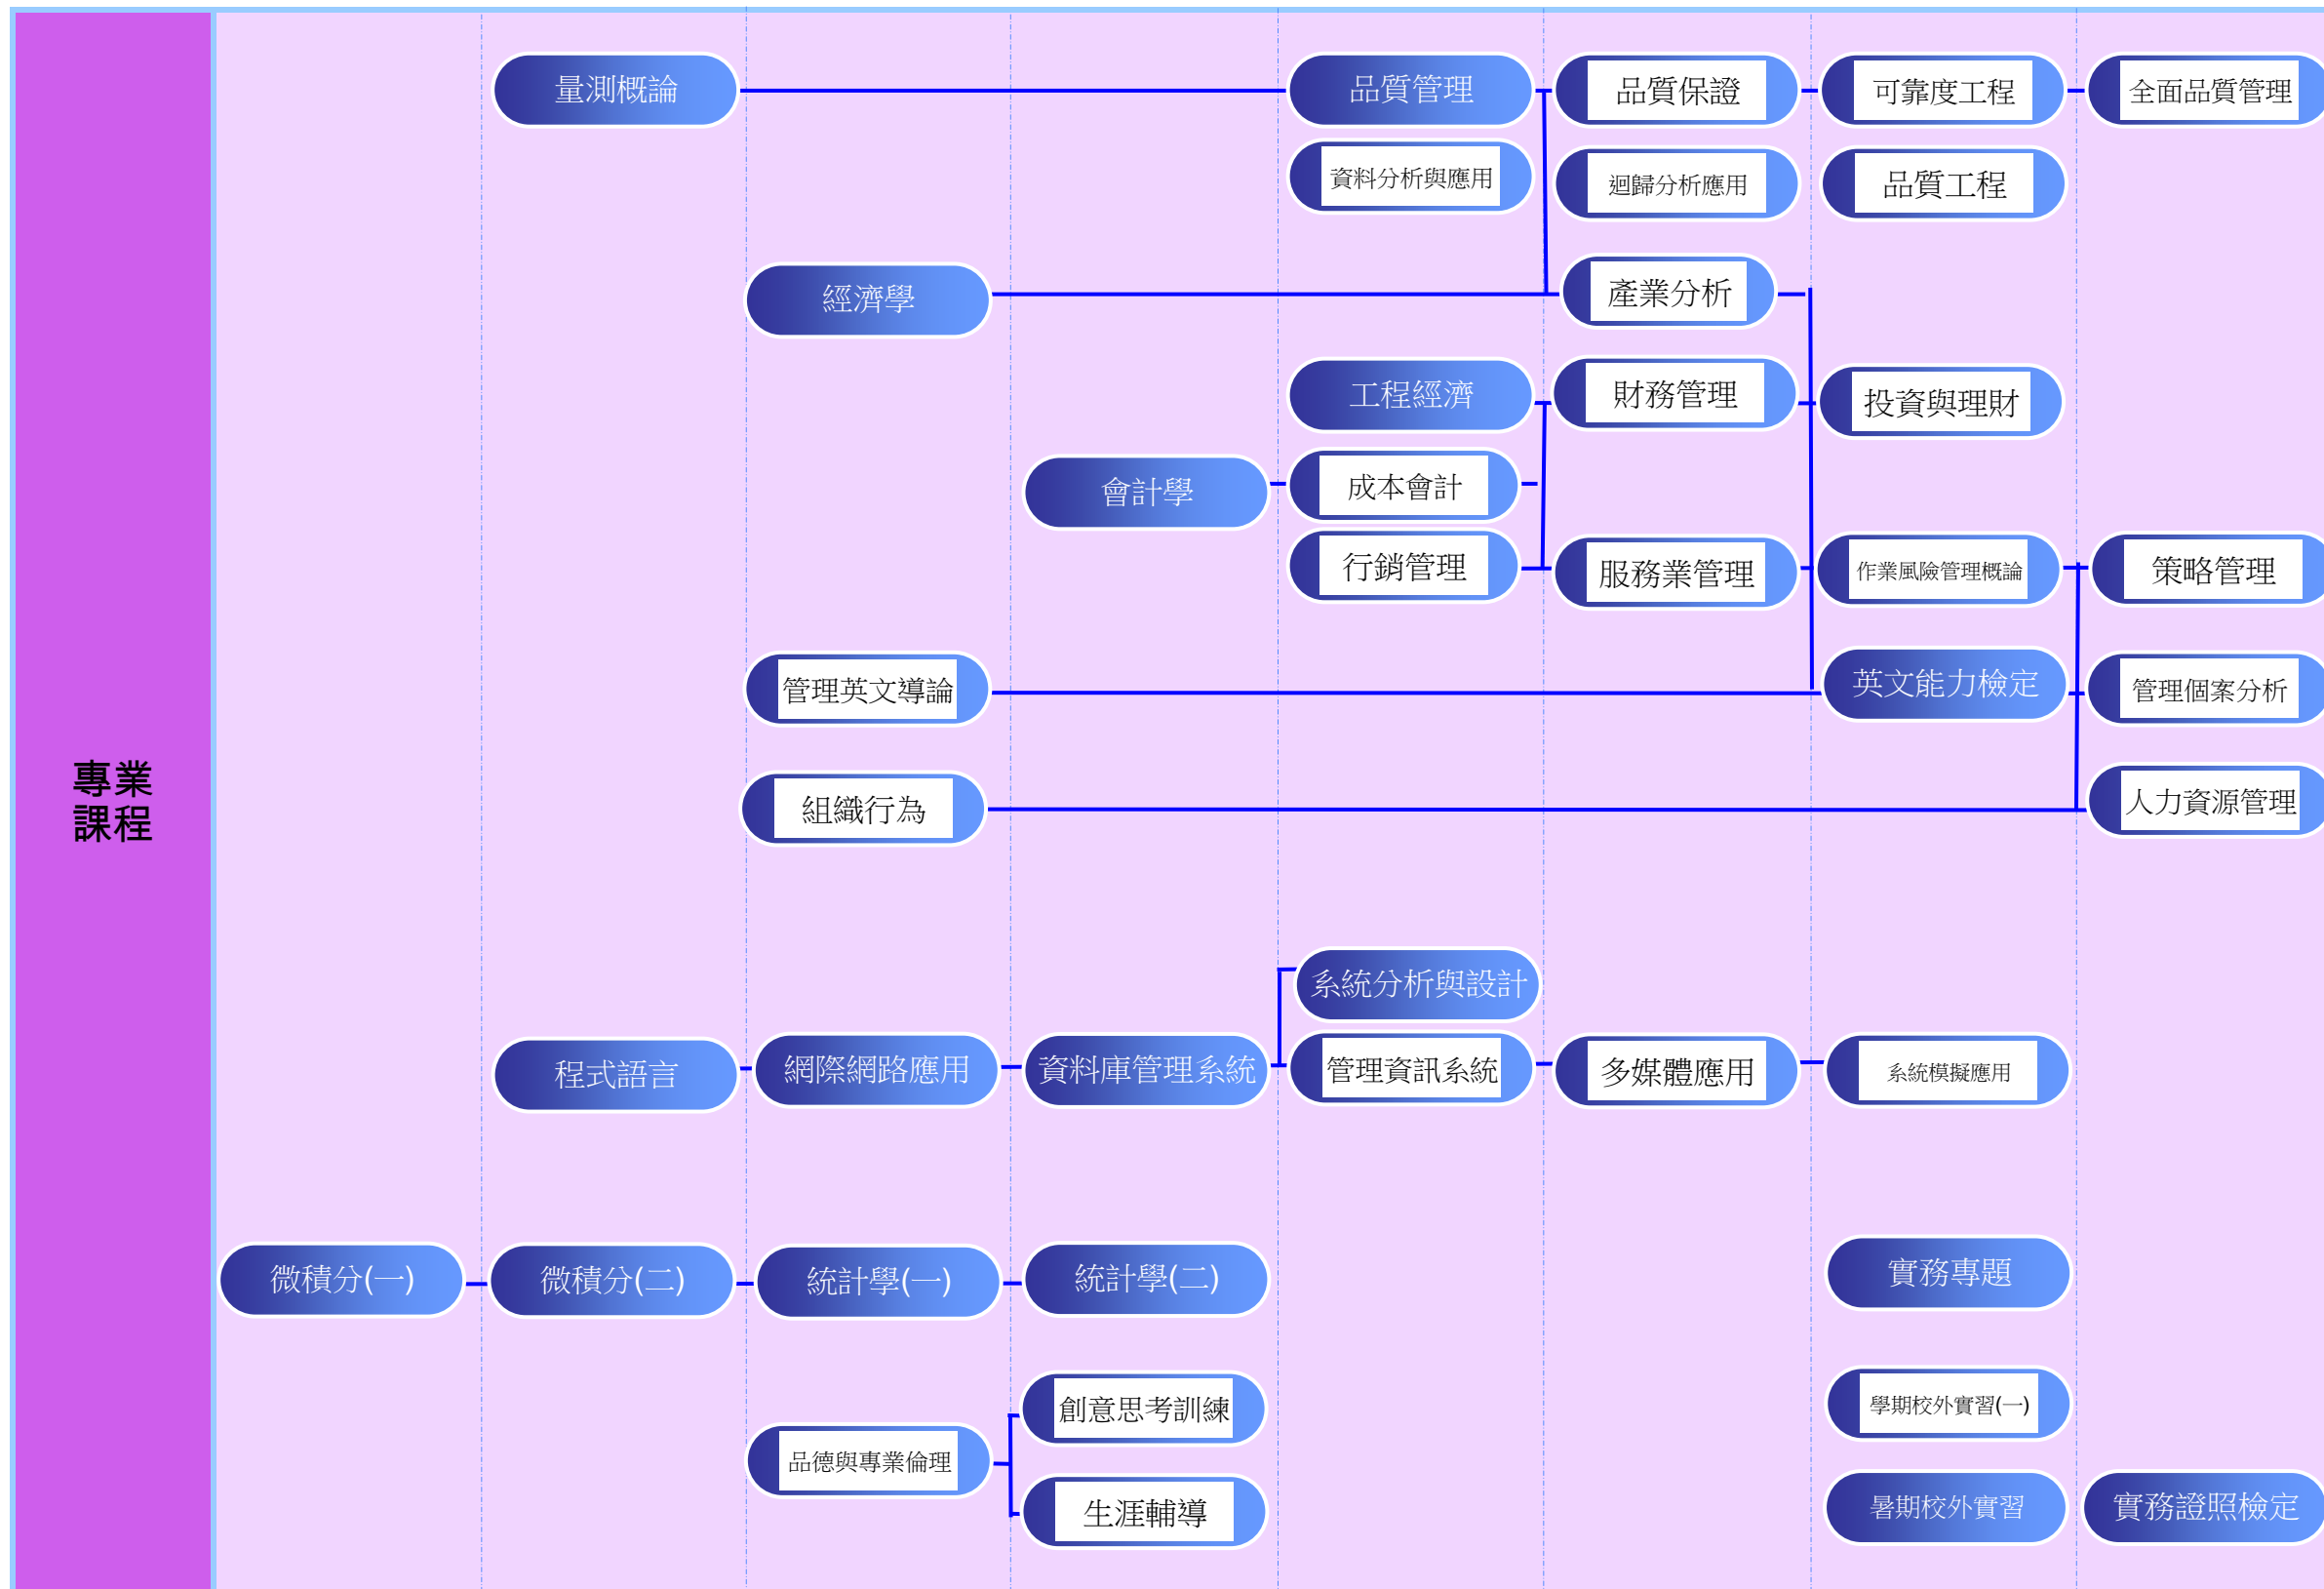 專業
課程
量測概論
品質管理
品質保證
可靠度工程
全面品質管理
資料分析與應用
迴歸分析應用
品質工程
經濟學
產業分析
工程經濟
財務管理
投資與理財
會計學
成本會計
行銷管理
服務業管理
作業風險管理概論
策略管理
管理英文導論
英文能力檢定
管理個案分析
組織行為
人力資源管理
系統分析與設計
程式語言
網際網路應用
資料庫管理系統
管理資訊系統
多媒體應用
系統模擬應用
微積分(一)
微積分(二)
統計學(一)
統計學(二)
實務專題
創意思考訓練
學期校外實習(一)
品德與專業倫理
生涯輔導
暑期校外實習
實務證照檢定